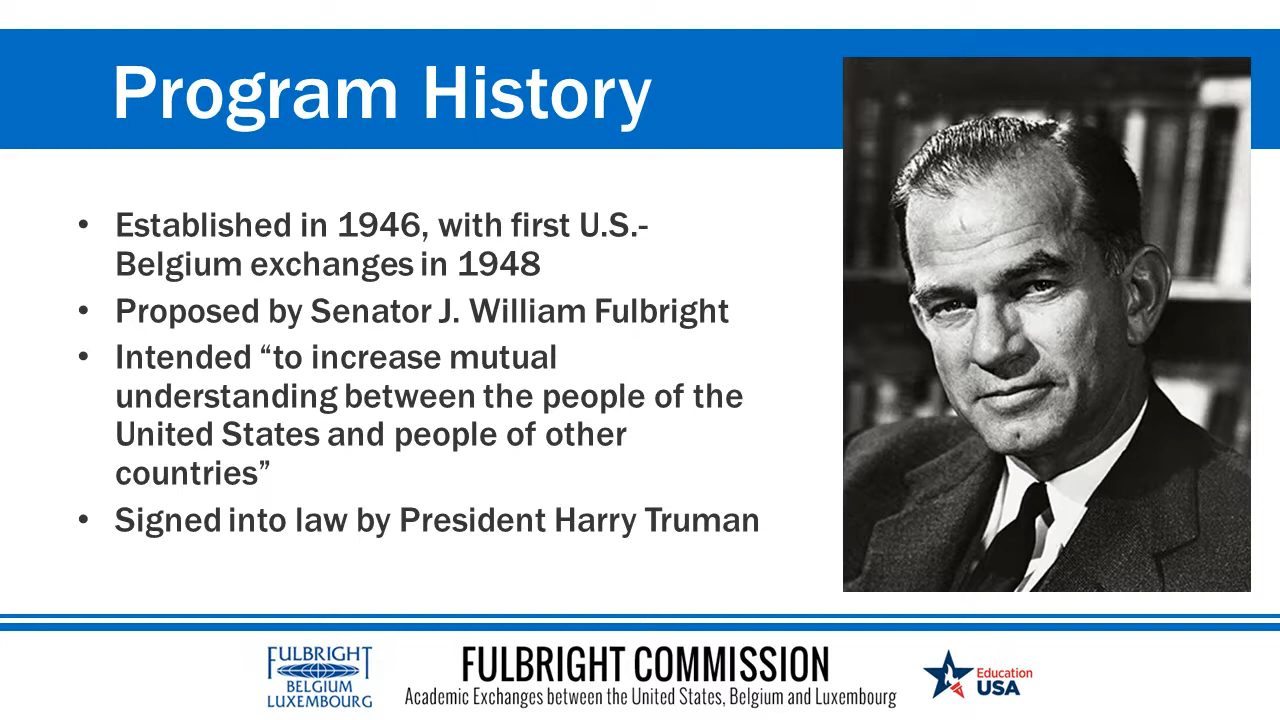 Program History
• Established in 1946, with first U.S.-
Belgium exchanges in 1948
• Proposed by Senator J. William Fulbright
• Intended “to increase mutual
understanding between the people of the
United States and people of other
countries”
• Signed into law by President Harry Truman
FULBRIGHT
BELGIUM
LUXEMBOURG
FULBRIGHT COMMISSION
Academic Exchanges between the United States, Belgium and Luxembourg
Education
USA